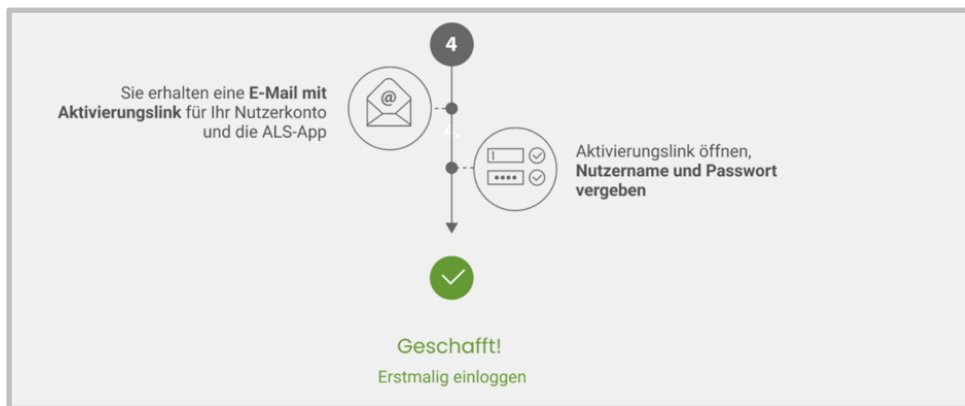 4
Sie erhalten eine E-Mail mit
Aktivierungslink für Ihr Nutzerkonto
und die ALS-App
@
4.
Aktivierungslink öffnen,
Nutzername und Passwort
vergeben
Geschafft!
Erstmalig einloggen